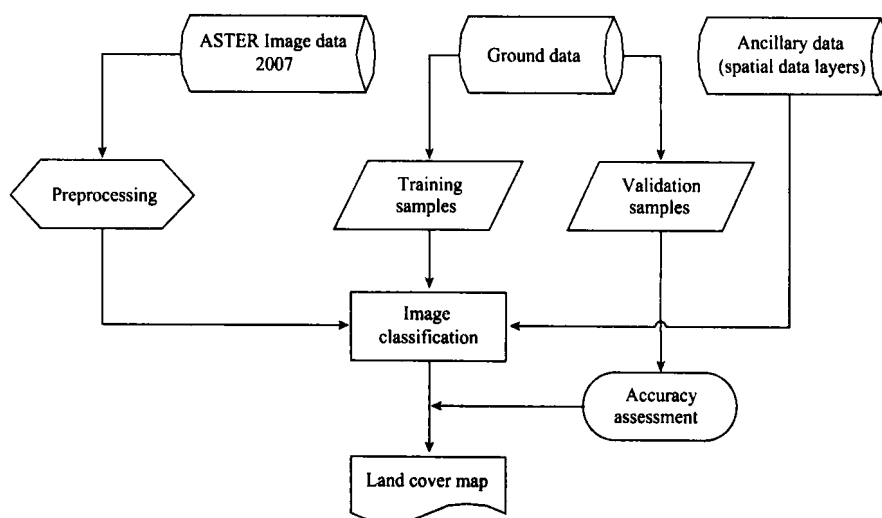 ASTER Image data
2007
Ground data
Ancillary data
(spatial data layers)
Preprocessing
Training
samples
Validation
samples
Image
classification
Accuracy
assessment
Land cover map